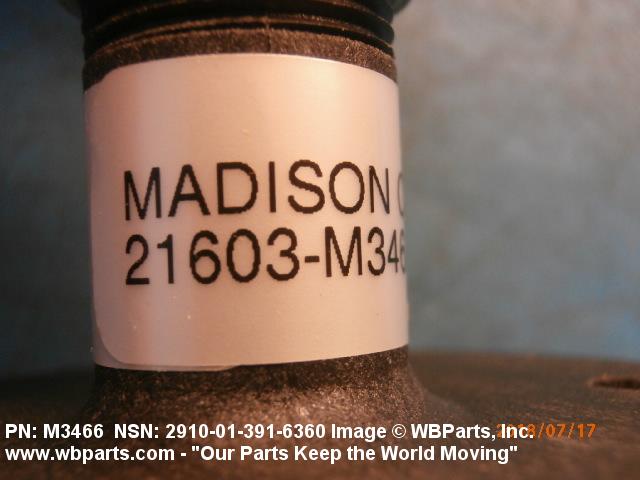 MADISON C
21603-M346
PN: M3466 NSN: 2910-01-391-6360 Image © WBParts, Inc.
www.wbparts.com - "Our Parts Keep the World Moving"